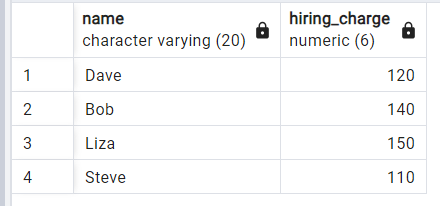 name hiring_charge
character varying (20) numeric (6)
1 Dave 120
2 Bob 140
3 Liza 150
4 Steve 110